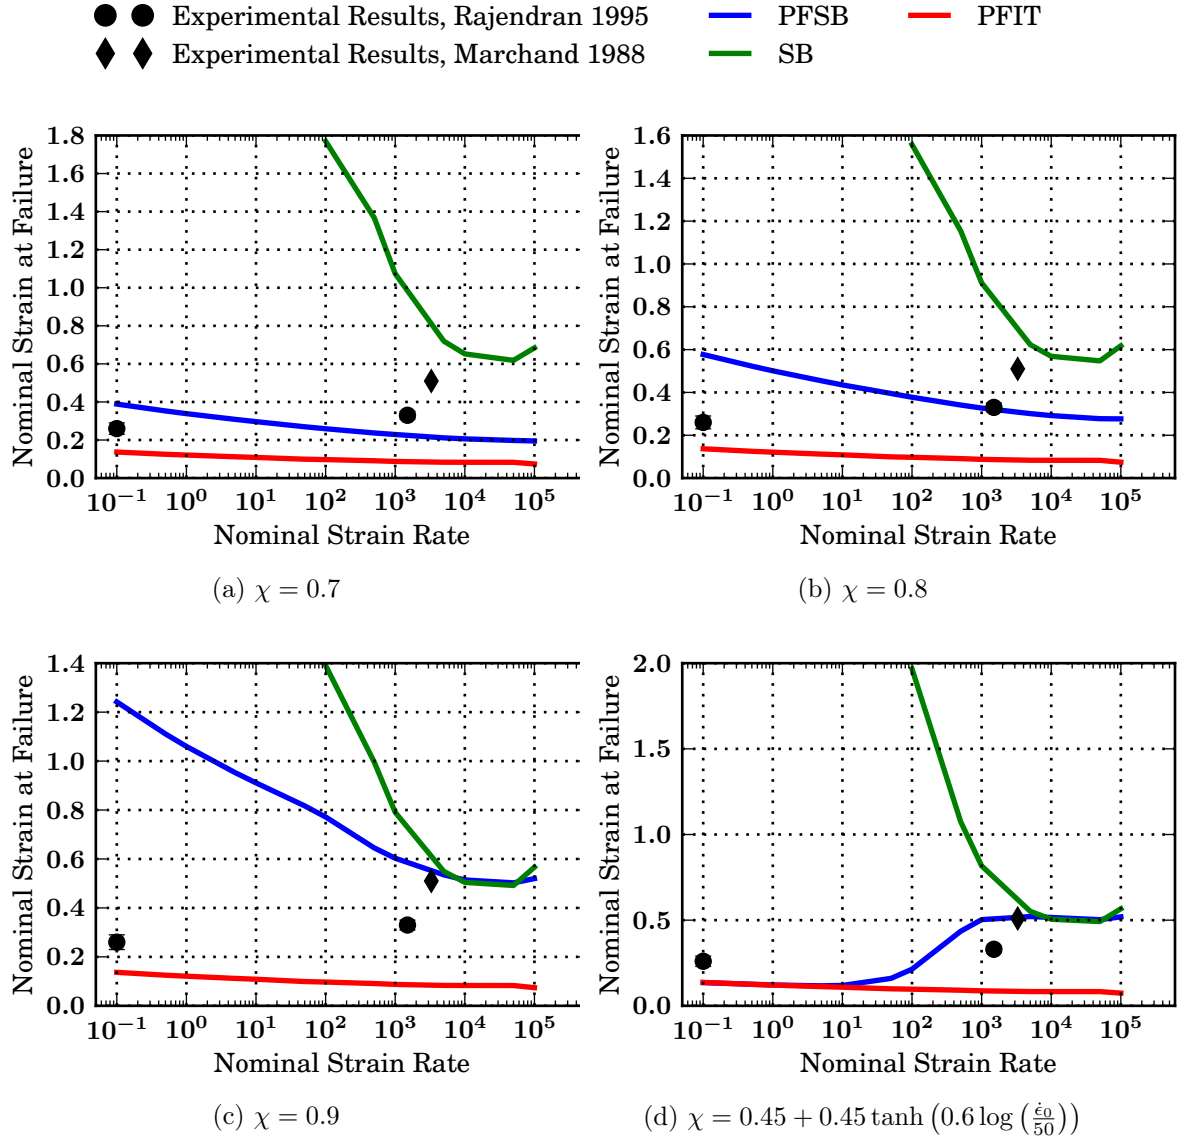 Experimental Results, Rajendran 1995
Experimental Results, Marchand 1988
PFSB
SB
PFIT
Nominal Strain at Failure
1.8
1.6
1.4
1.2
1.0
0.8
0.6
0.4
0.2
0.0
10⁻¹ 10⁰ 10¹ 10² 10³ 10⁴ 10⁵
Nominal Strain Rate
(a) χ = 0.7
Nominal Strain at Failure
1.6
1.4
1.2
1.0
0.8
0.6
0.4
0.2
0.0
10⁻¹ 10⁰ 10¹ 10² 10³ 10⁴ 10⁵
Nominal Strain Rate
(b) χ = 0.8
Nominal Strain at Failure
1.4
1.2
1.0
0.8
0.6
0.4
0.2
0.0
10⁻¹ 10⁰ 10¹ 10² 10³ 10⁴ 10⁵
Nominal Strain Rate
(c) χ = 0.9
Nominal Strain at Failure
2.0
1.5
1.0
0.5
0.0
10⁻¹ 10⁰ 10¹ 10² 10³ 10⁴ 10⁵
Nominal Strain Rate
(d) χ = 0.45 + 0.45 tanh (0.6 log (ε̇₀/50))